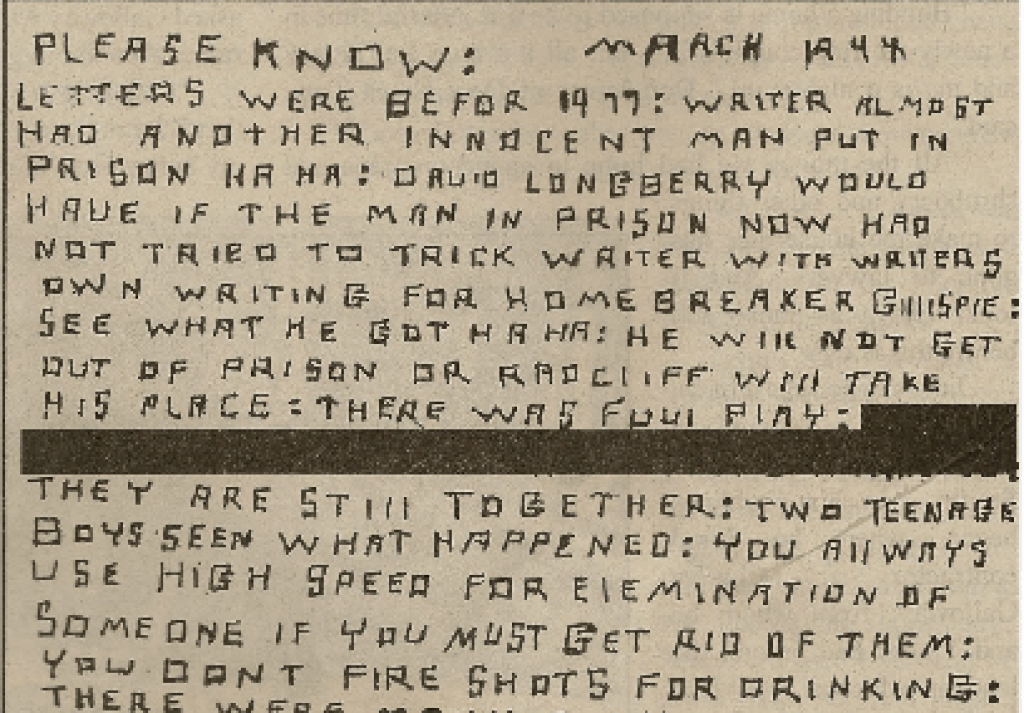 PLEASE KNOW: MARCH 1944
LETTERS WERE BEFOR 1977: WRITER ALMOST
HAD ANOTHER INNOCENT MAN PUT IN
PRISON HA HA: DAVID LONGBERRY WOULD
HAVE IF THE MAN IN PRISON NOW HAD
NOT TRIED TO TRICK WRITER WITH WRITERS
OWN WRITING FOR HOMEBREAKER GIllISPIE:
SEE WHAT HE GOT HA HA: HE WIll NOT GET
OUT OF PRISON OR RADCLIFF WIll TAKE
HIS PLACE: THERE WAS FOUl PlAY:
THEY ARE STIll TOGETHER: TWO TEENAGE
BOYS SEEN WHAT HAPPENED: YOU AllWAYS
USE HIGH SPEED FOR ElEMINATION OF
SOMEONE IF YOU MUST GET RID OF THEM:
YOU DONT FIRE SHOTS FOR DRINKING:
THERE WERE